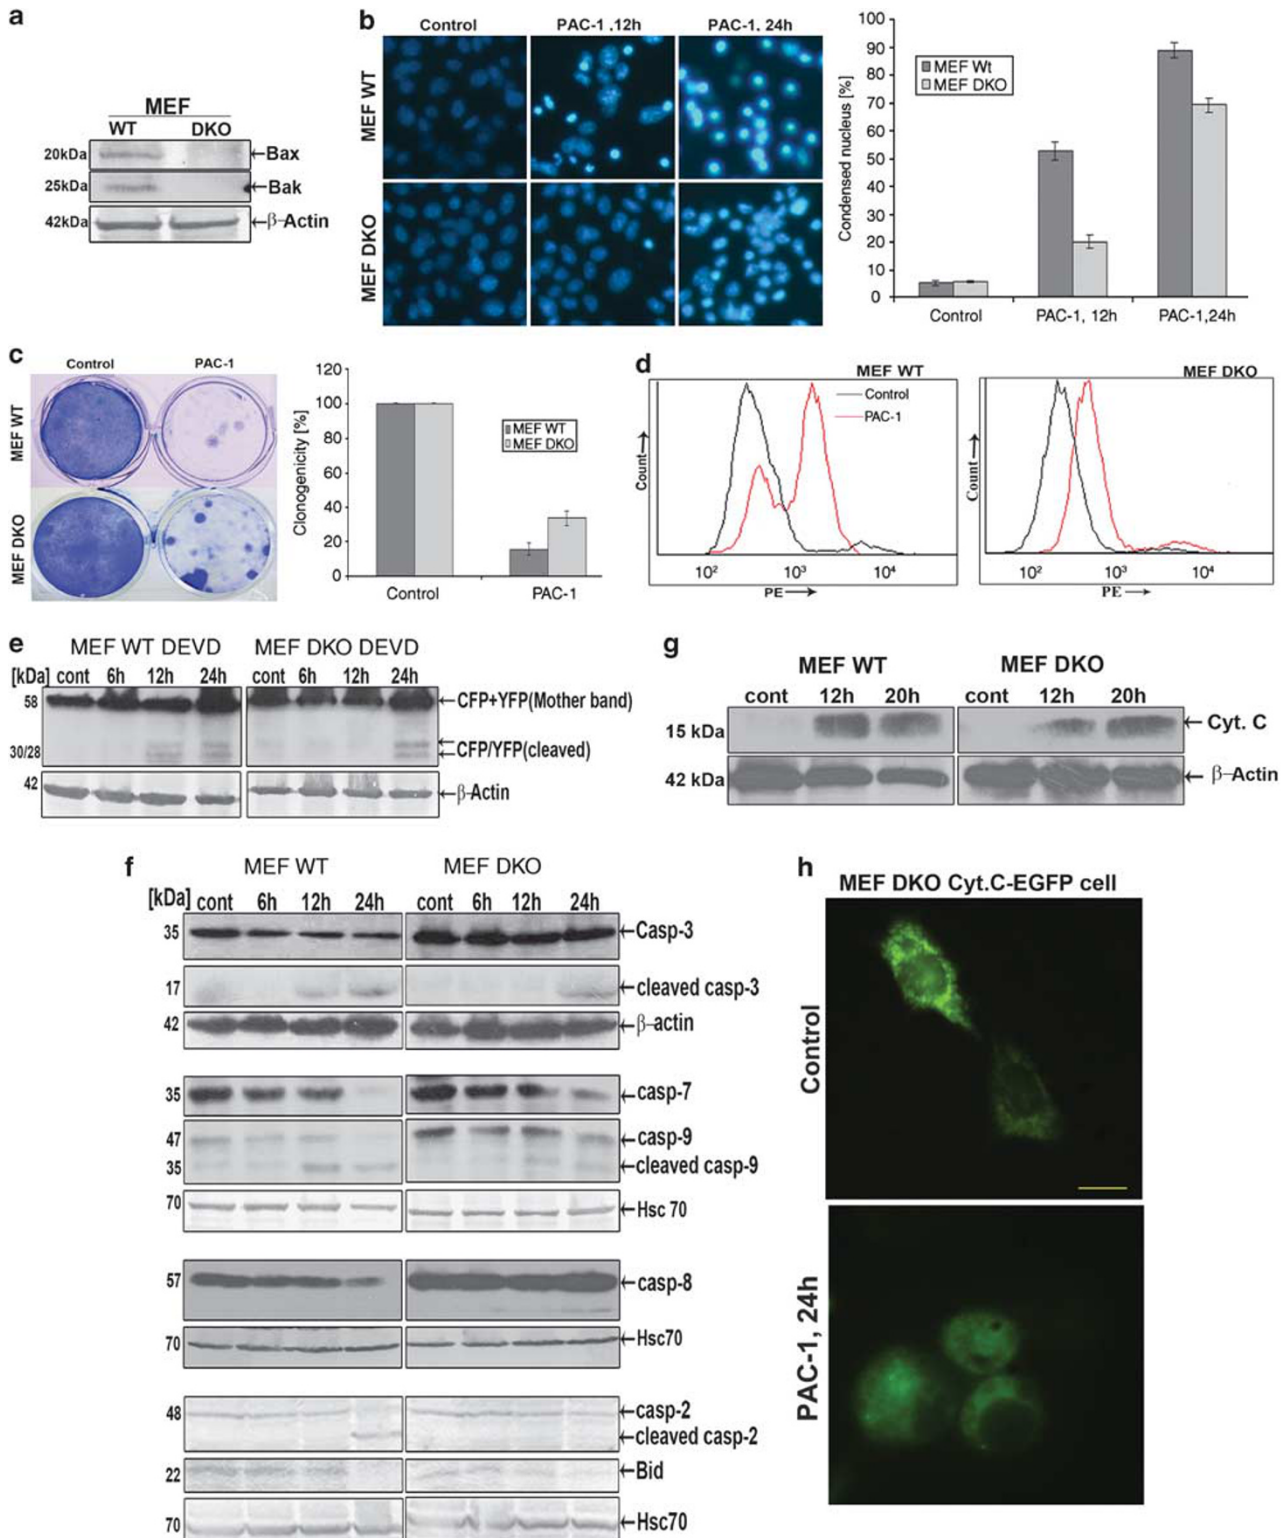 a
MEF
WT DKO
20kDa ←Bax
25kDa ←Bak
42kDa ←β-Actin
b
Control PAC-1 ,12h PAC-1, 24h
MEF WT
MEF DKO
Condensed nucleus [%]
100
90
80
70
60
50
40
30
20
10
0
MEF Wt
MEF DKO
Control PAC-1, 12h PAC-1,24h
c
Control PAC-1
MEF WT
MEF DKO
Clonogenicity [%]
120
100
80
60
40
20
0
MEF WT
MEF DKO
Control PAC-1
d
MEF WT
Control
PAC-1
Count→
10² 10³ 10⁴
PE →
MEF DKO
Count→
10² 10³ 10⁴
PE →
e
MEF WT DEVD MEF DKO DEVD
[kDa] cont 6h 12h 24h cont 6h 12h 24h
58 ←CFP+YFP(Mother band)
30/28 ←CFP/YFP(cleaved)
42 ←β-Actin
g
MEF WT MEF DKO
cont 12h 20h cont 12h 20h
15 kDa ← Cyt. C
42 kDa ← β-Actin
f
MEF WT MEF DKO
[kDa] cont 6h 12h 24h cont 6h 12h 24h
35 ←Casp-3
17 ←cleaved casp-3
42 ←β-actin
35 ←casp-7
47 ←casp-9
35 ←cleaved casp-9
70 ←Hsc 70
57 ←casp-8
70 ←Hsc70
48 ←casp-2
←cleaved casp-2
22 ←Bid
70 ←Hsc70
h
MEF DKO Cyt.C-EGFP cell
Control
PAC-1, 24h